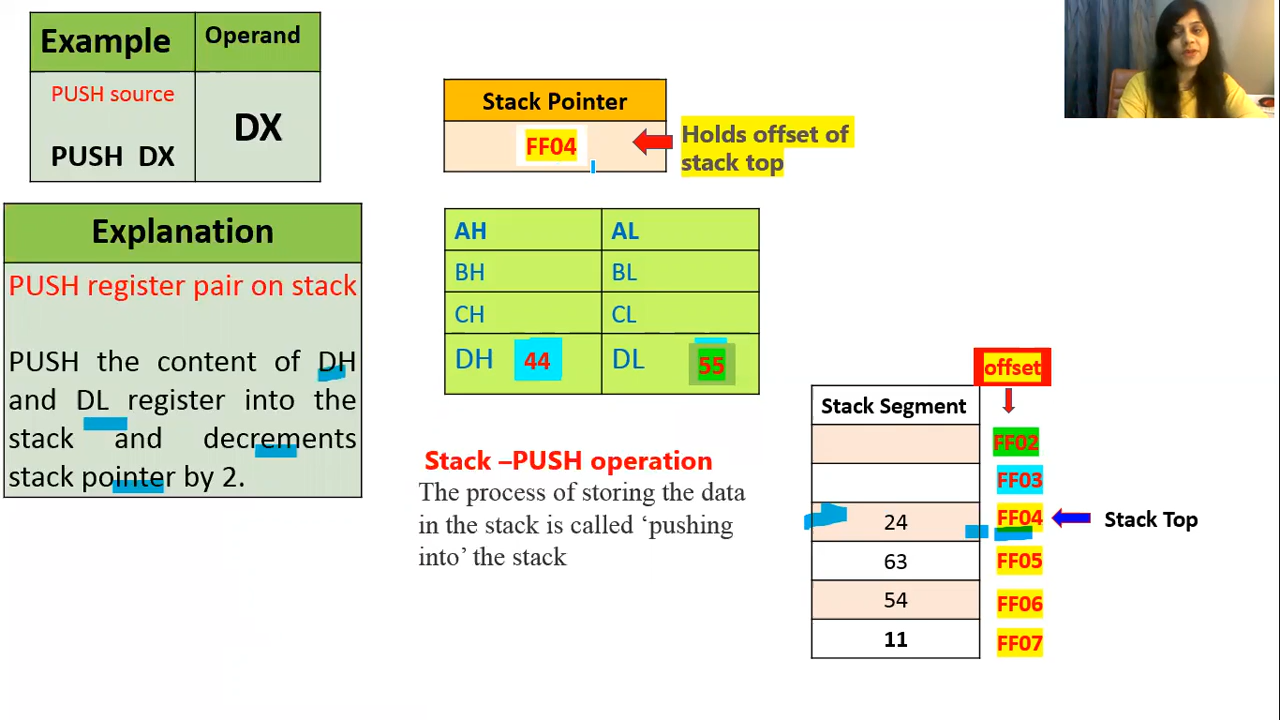 Example
Operand
PUSH source
PUSH DX
DX
Explanation
PUSH register pair on stack
PUSH the content of DH
and DL register into the
stack and decrements
stack pointer by 2.
Stack Pointer
FF04
Holds offset of
stack top
AH AL
BH BL
CH CL
DH 44 DL 55
Stack –PUSH operation
The process of storing the data
in the stack is called ‘pushing
into’ the stack
offset
Stack Segment
FF02
FF03
24 FF04 Stack Top
63 FF05
54 FF06
11 FF07